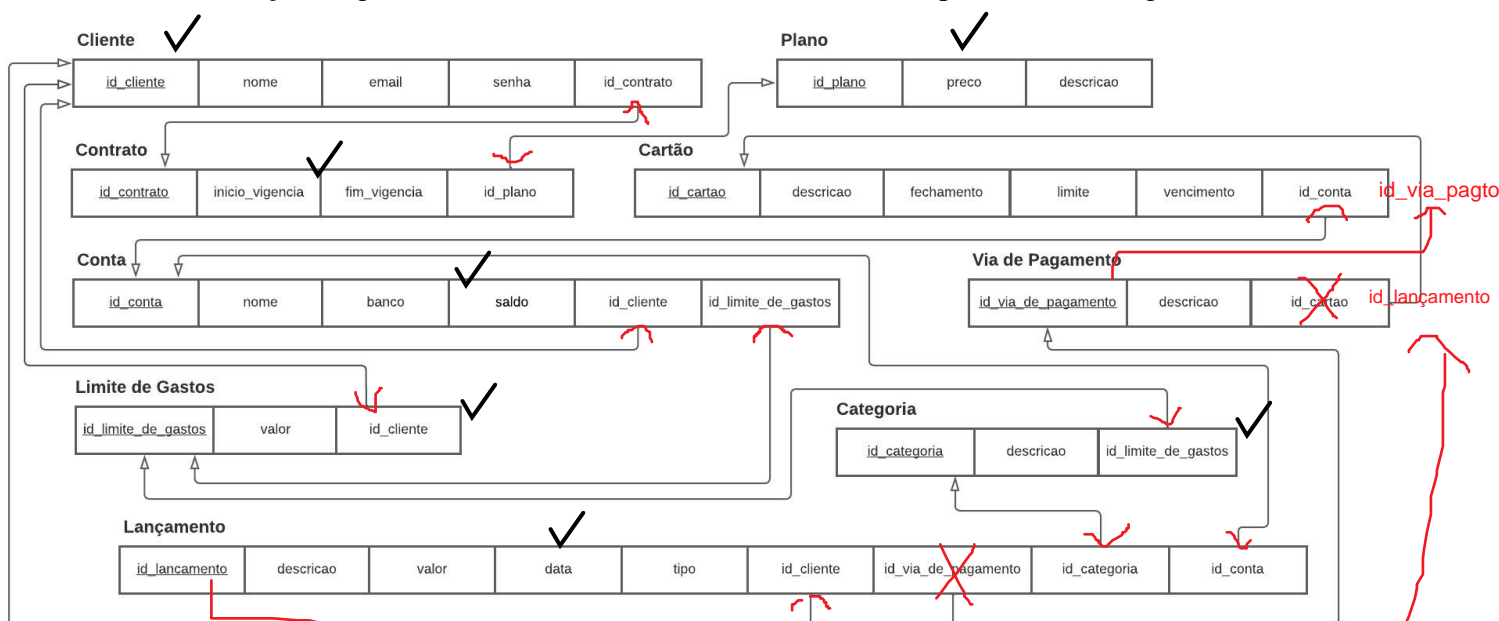 Cliente
id_cliente nome email senha id_contrato
Plano
id_plano preco descricao
Contrato
id_contrato inicio_vigencia fim_vigencia id_plano
Cartão
id_cartao descricao fechamento limite vencimento id_conta id_via_pagto
Conta
id_conta nome banco saldo id_cliente id_limite_de_gastos
Via de Pagamento
id_via_de_pagamento descricao id_cartao id_lançamento
Limite de Gastos
id_limite_de_gastos valor id_cliente
Categoria
id_categoria descricao id_limite_de_gastos
Lançamento
id_lancamento descricao valor data tipo id_cliente id_via_de_pagamento id_categoria id_conta